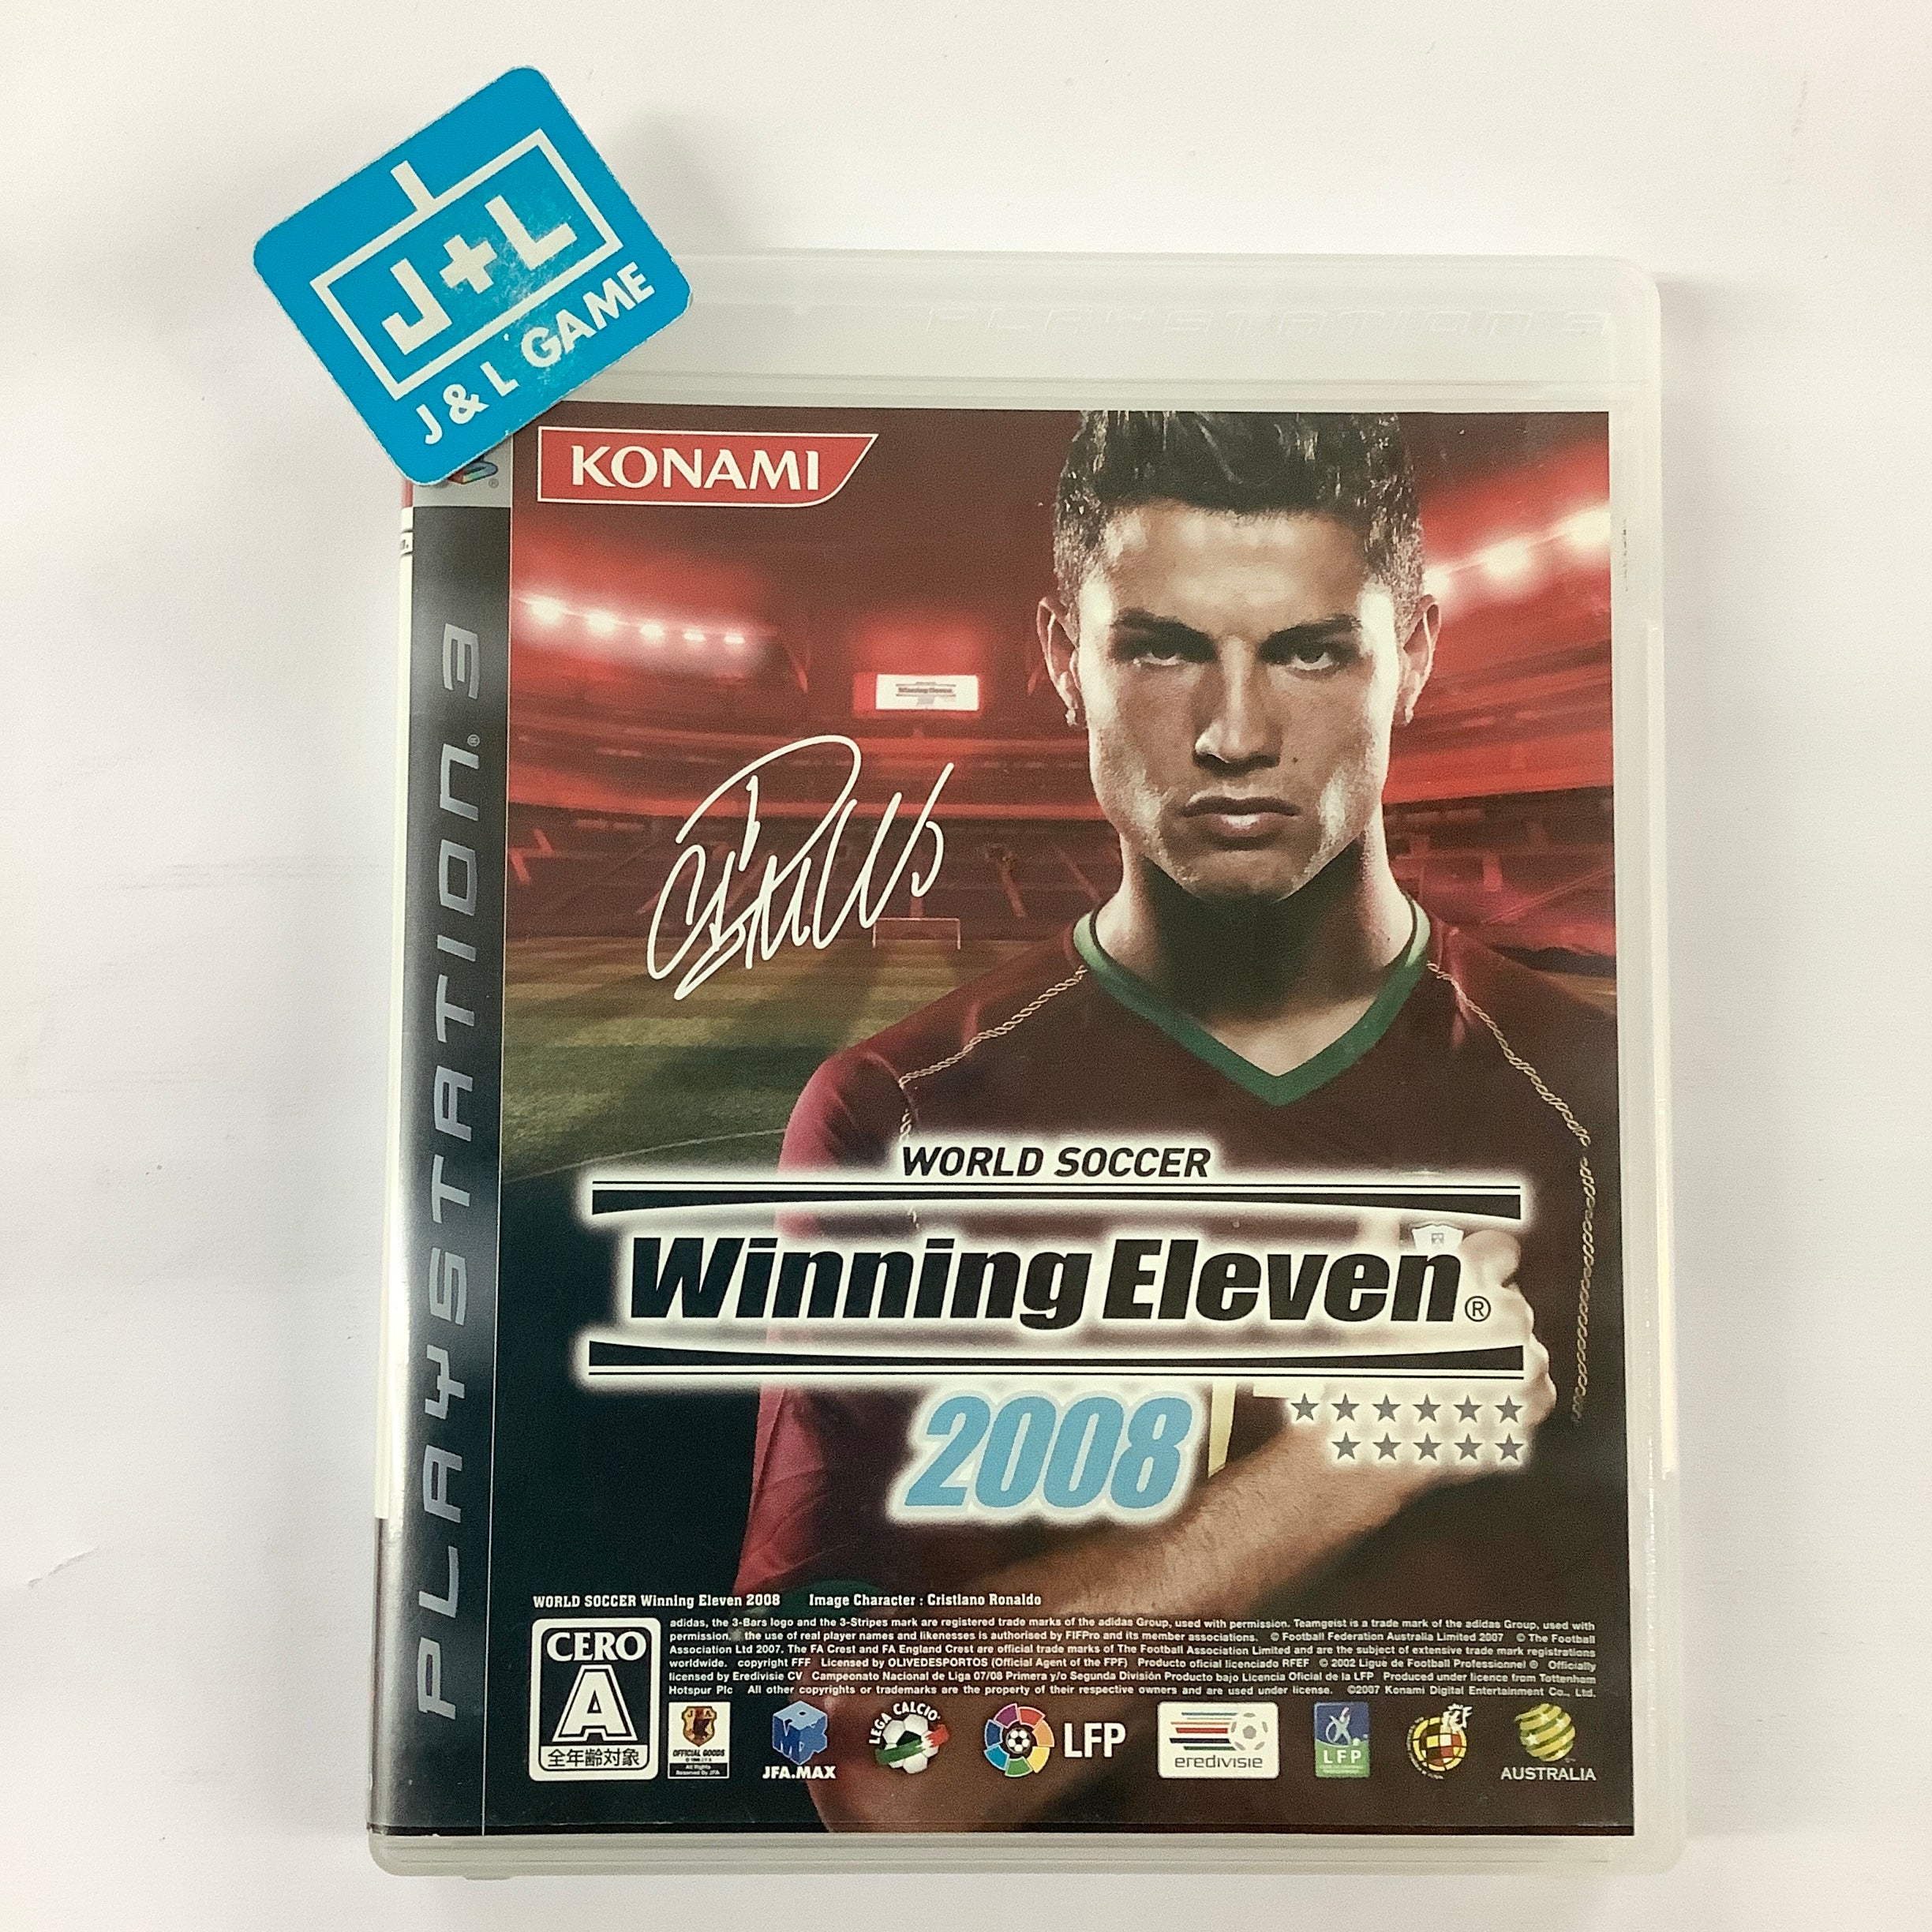 J+L
J & L GAME
PLAYSTATION 3
KONAMI
PLAYSTATION®3
Winning Eleven
WORLD SOCCER
Winning Eleven®
2008
WORLD SOCCER Winning Eleven 2008 Image Character : Cristiano Ronaldo
adidas, the 3-Bars logo and the 3-Stripes mark are registered trade marks of the adidas Group, used with permission. Teamgeist is a trade mark of the adidas Group, used with
permission. the use of real player names and likenesses is authorised by FIFPro and its member associations. © Football Federation Australia Limited 2007 © The Football
Association Ltd 2007. The FA Crest and FA England Crest are official trade marks of The Football Association Limited and are the subject of extensive trade mark registrations
worldwide. copyright FFF Licensed by OLIVEDESPORTOS (Official Agent of the FPF) Producto oficial licenciado RFEF © 2002 Ligue de Football Professionnel ® Officially
licensed by Eredivisie CV Campeonato Nacional de Liga 07/08 Primera y/o Segunda División Producto bajo Licencia Oficial de la LFP Produced under licence from Tottenham
Hotspur Plc All other copyrights or trademarks are the property of their respective owners and are used under license. ©2007 Konami Digital Entertainment Co., Ltd.
CERO
A
全年齢対象
JFA
OFFICIAL GOODS
All Rights
Reserved By JFA
JFA.MAX
LEGA CALCIO
LFP
eredivisie
LFP
AUSTRALIA